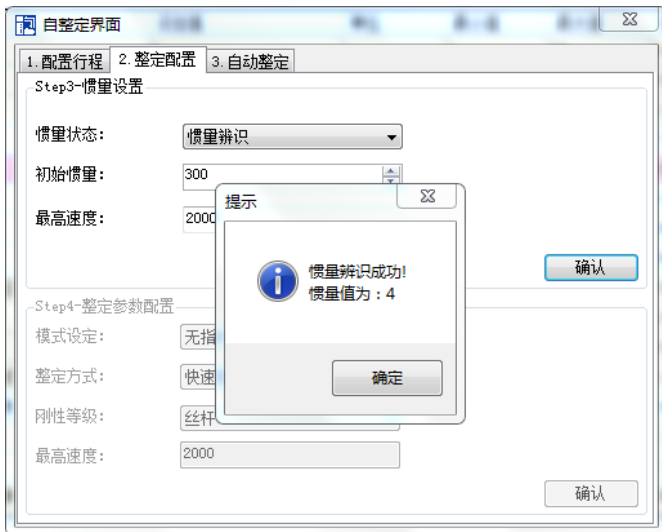 自整定界面
1.配置行程 2.整定配置 3.自动整定
Step3-惯量设置
惯量状态: 惯量辨识
初始惯量: 300
最高速度: 2000
确认
提示
惯量辨识成功!
惯量值为:4
确定
Step4-整定参数配置
模式设定: 无指
整定方式: 快速
刚性等级: 丝杆
最高速度: 2000
确认